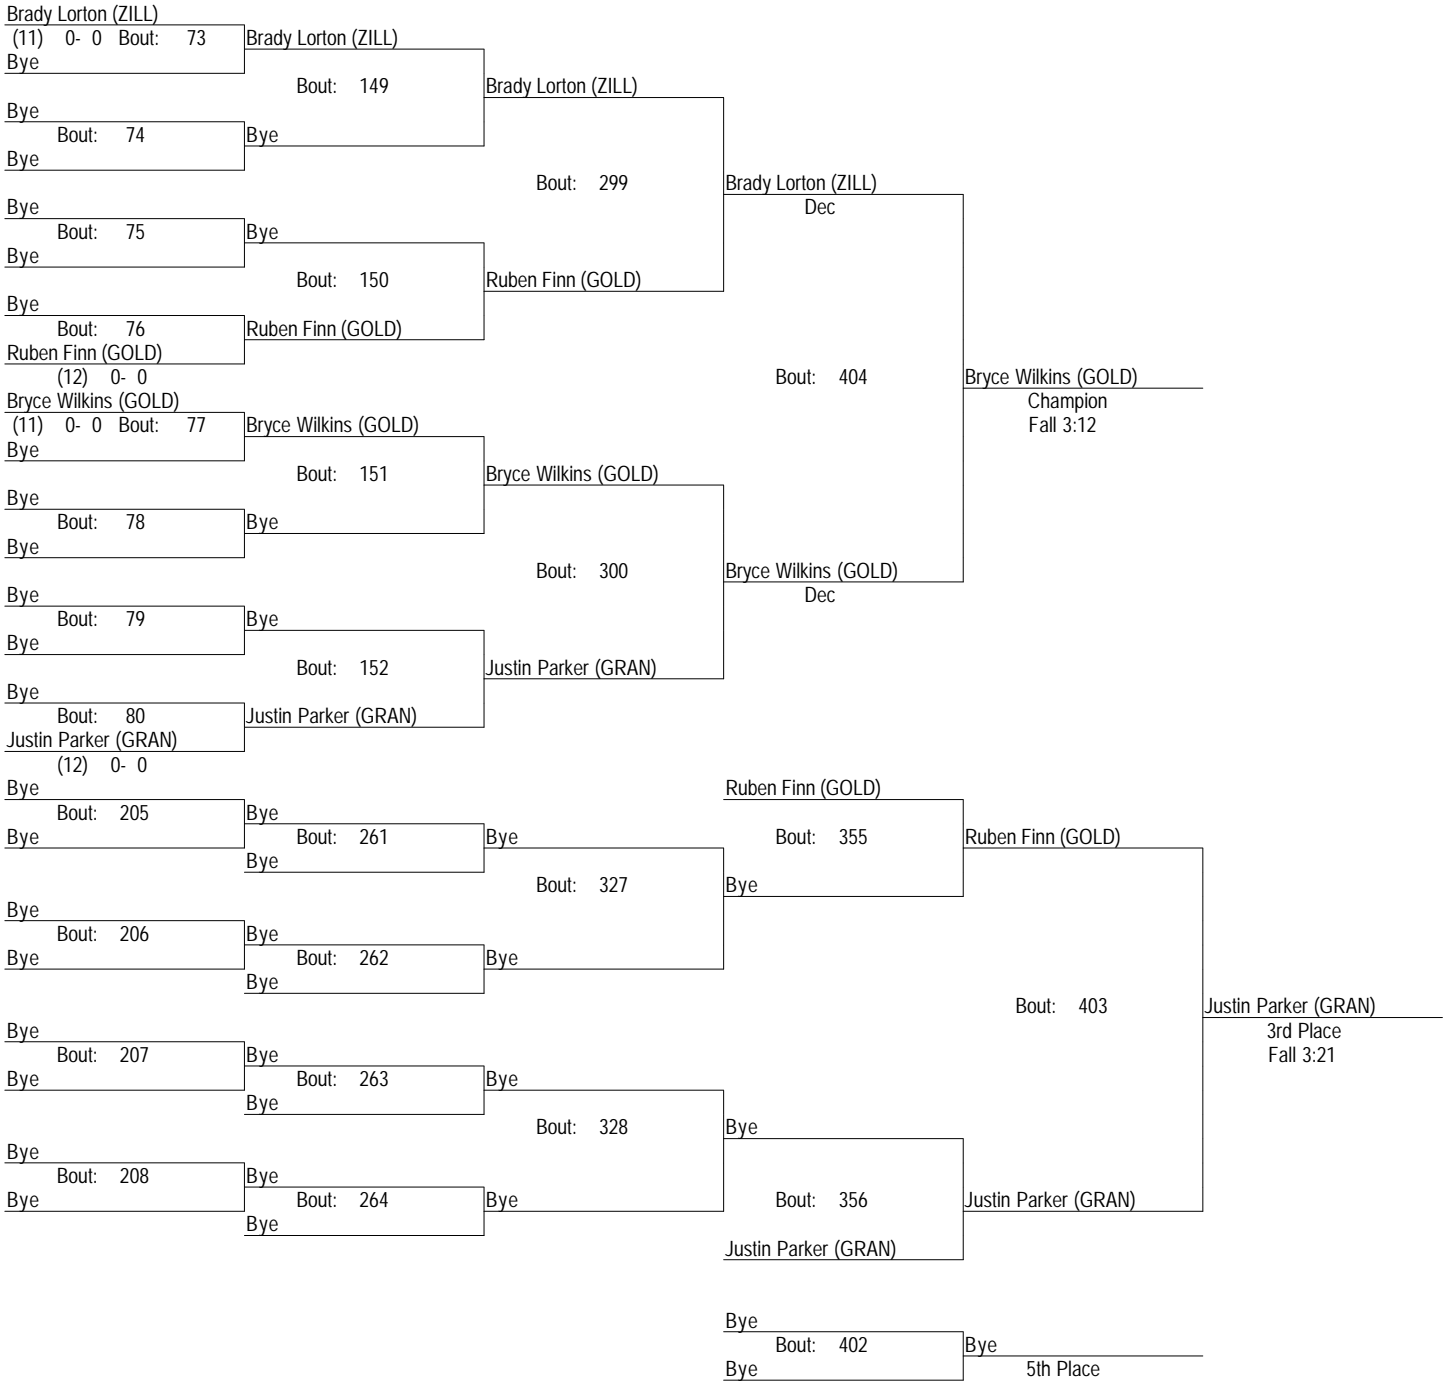 Brady Lorton (ZILL)
(11) 0- 0 Bout: 73 Brady Lorton (ZILL)
Bye
Bout: 149 Brady Lorton (ZILL)
Bye
Bout: 74 Bye
Bye
Bout: 299 Brady Lorton (ZILL)
Dec
Bye
Bout: 75 Bye
Bye
Bout: 150 Ruben Finn (GOLD)
Bye
Bout: 76 Ruben Finn (GOLD)
Ruben Finn (GOLD)
(12) 0- 0 Bout: 404 Bryce Wilkins (GOLD)
Bryce Wilkins (GOLD) Champion
(11) 0- 0 Bout: 77 Bryce Wilkins (GOLD) Fall 3:12
Bye
Bout: 151 Bryce Wilkins (GOLD)
Bye
Bout: 78 Bye
Bye
Bout: 300 Bryce Wilkins (GOLD)
Bye Dec
Bout: 79 Bye
Bye
Bout: 152 Justin Parker (GRAN)
Bye
Bout: 80 Justin Parker (GRAN)
Justin Parker (GRAN)
(12) 0- 0
Bye Ruben Finn (GOLD)
Bout: 205 Bye
Bye Bout: 261 Bye Bout: 355 Ruben Finn (GOLD)
Bye
Bout: 327 Bye
Bye
Bout: 206 Bye
Bye Bout: 262 Bye
Bye
Bout: 403 Justin Parker (GRAN)
Bye 3rd Place
Bout: 207 Bye Fall 3:21
Bye Bout: 263 Bye
Bye
Bout: 328 Bye
Bye
Bout: 208 Bye
Bye Bout: 264 Bye Bout: 356 Justin Parker (GRAN)
Bye
Justin Parker (GRAN)
Bye
Bout: 402 Bye
Bye 5th Place